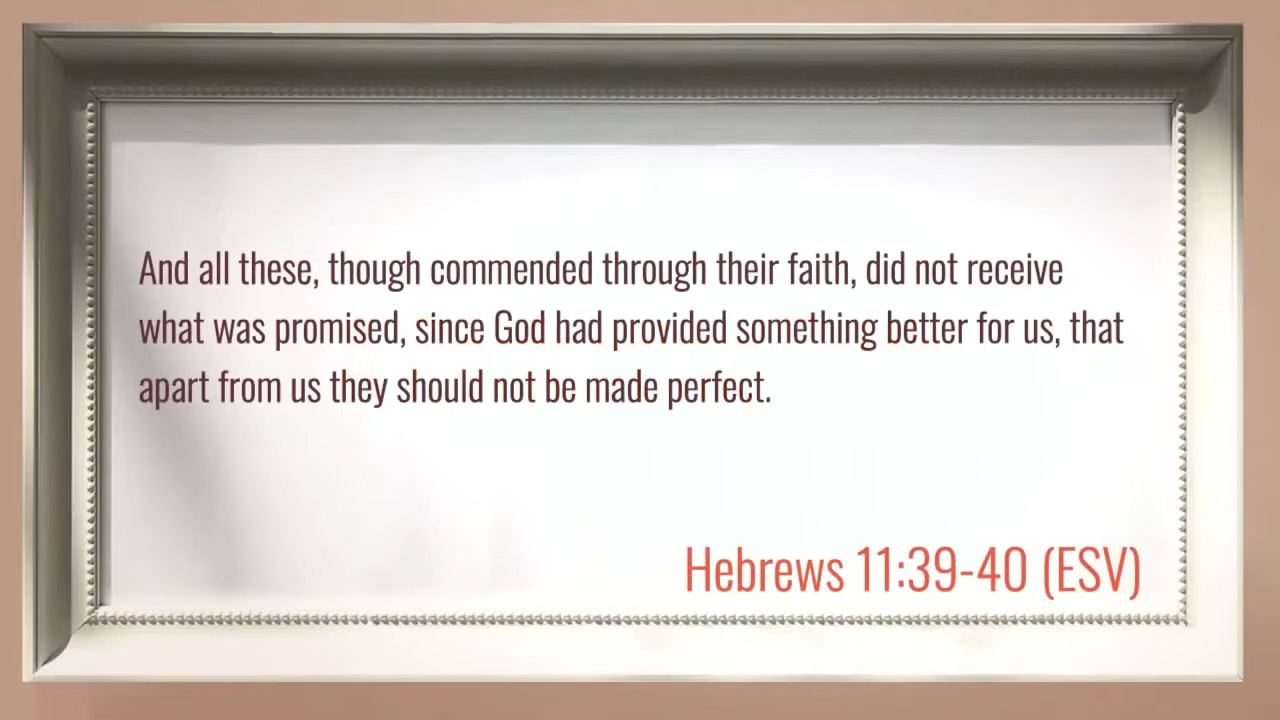 And all these, though commended through their faith, did not receive
what was promised, since God had provided something better for us, that
apart from us they should not be made perfect.
Hebrews 11:39-40 (ESV)